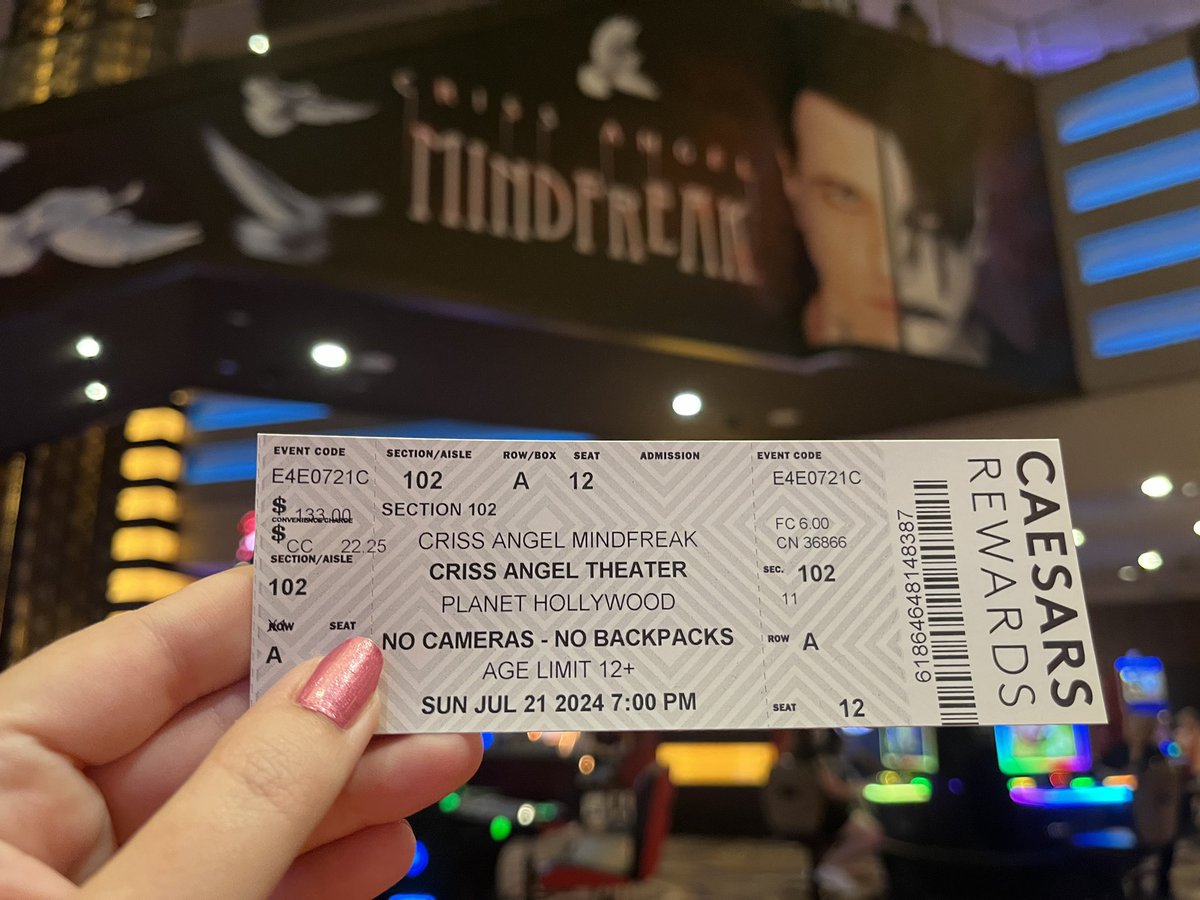 CRISS ANGEL
MINDFREAK
EVENT CODE
E4E0721C
$ 133.00
CONVENIENCE CHARGE
$ CC 22.25
SECTION/AISLE
102
ROW SEAT
A
SECTION/AISLE ROW/BOX SEAT ADMISSION
102 A 12
SECTION 102
CRISS ANGEL MINDFREAK
CRISS ANGEL THEATER
PLANET HOLLYWOOD
NO CAMERAS - NO BACKPACKS
AGE LIMIT 12+
SUN JUL 21 2024 7:00 PM
EVENT CODE
E4E0721C
FC 6.00
CN 36866
SEC. 102
11
ROW A
SEAT 12
618646481483​87
CAESARS
REWARDS